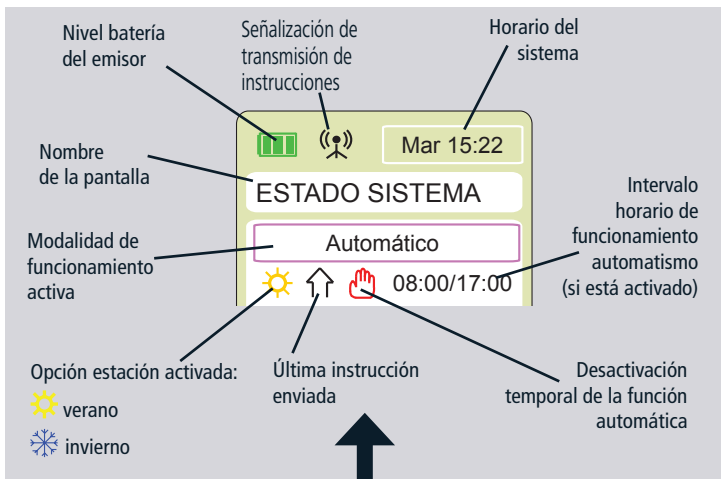 Nivel batería
del emisor
Señalización de
transmisión de
instrucciones
Horario del
sistema
Mar 15:22
Nombre
de la pantalla
ESTADO SISTEMA
Intervalo
horario de
funcionamiento
automatismo
(si está activado)
Modalidad de
funcionamiento
activa
Automático
08:00/17:00
Opción estación activada:
verano
invierno
Última instrucción
enviada
Desactivación
temporal de la función
automática